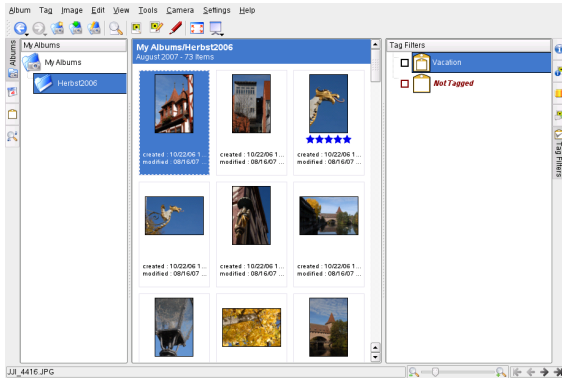 Album Tag Image Edit View Tools Camera Settings Help
Albums
My Albums
My Albums
Herbst2006
My Albums/Herbst2006
August 2007 - 73 Items
created : 10/22/06 1...
modified : 08/16/07 ...
created : 10/22/06 1...
modified : 08/16/07 ...
created : 10/22/06 1...
modified : 08/16/07 ...
created : 10/22/06 1...
modified : 08/16/07 ...
created : 10/22/06 1...
modified : 08/16/07 ...
created : 10/22/06 1...
modified : 08/16/07 ...
Tag Filters
Vacation
Not Tagged
Tag Filters
JJI_4416.JPG